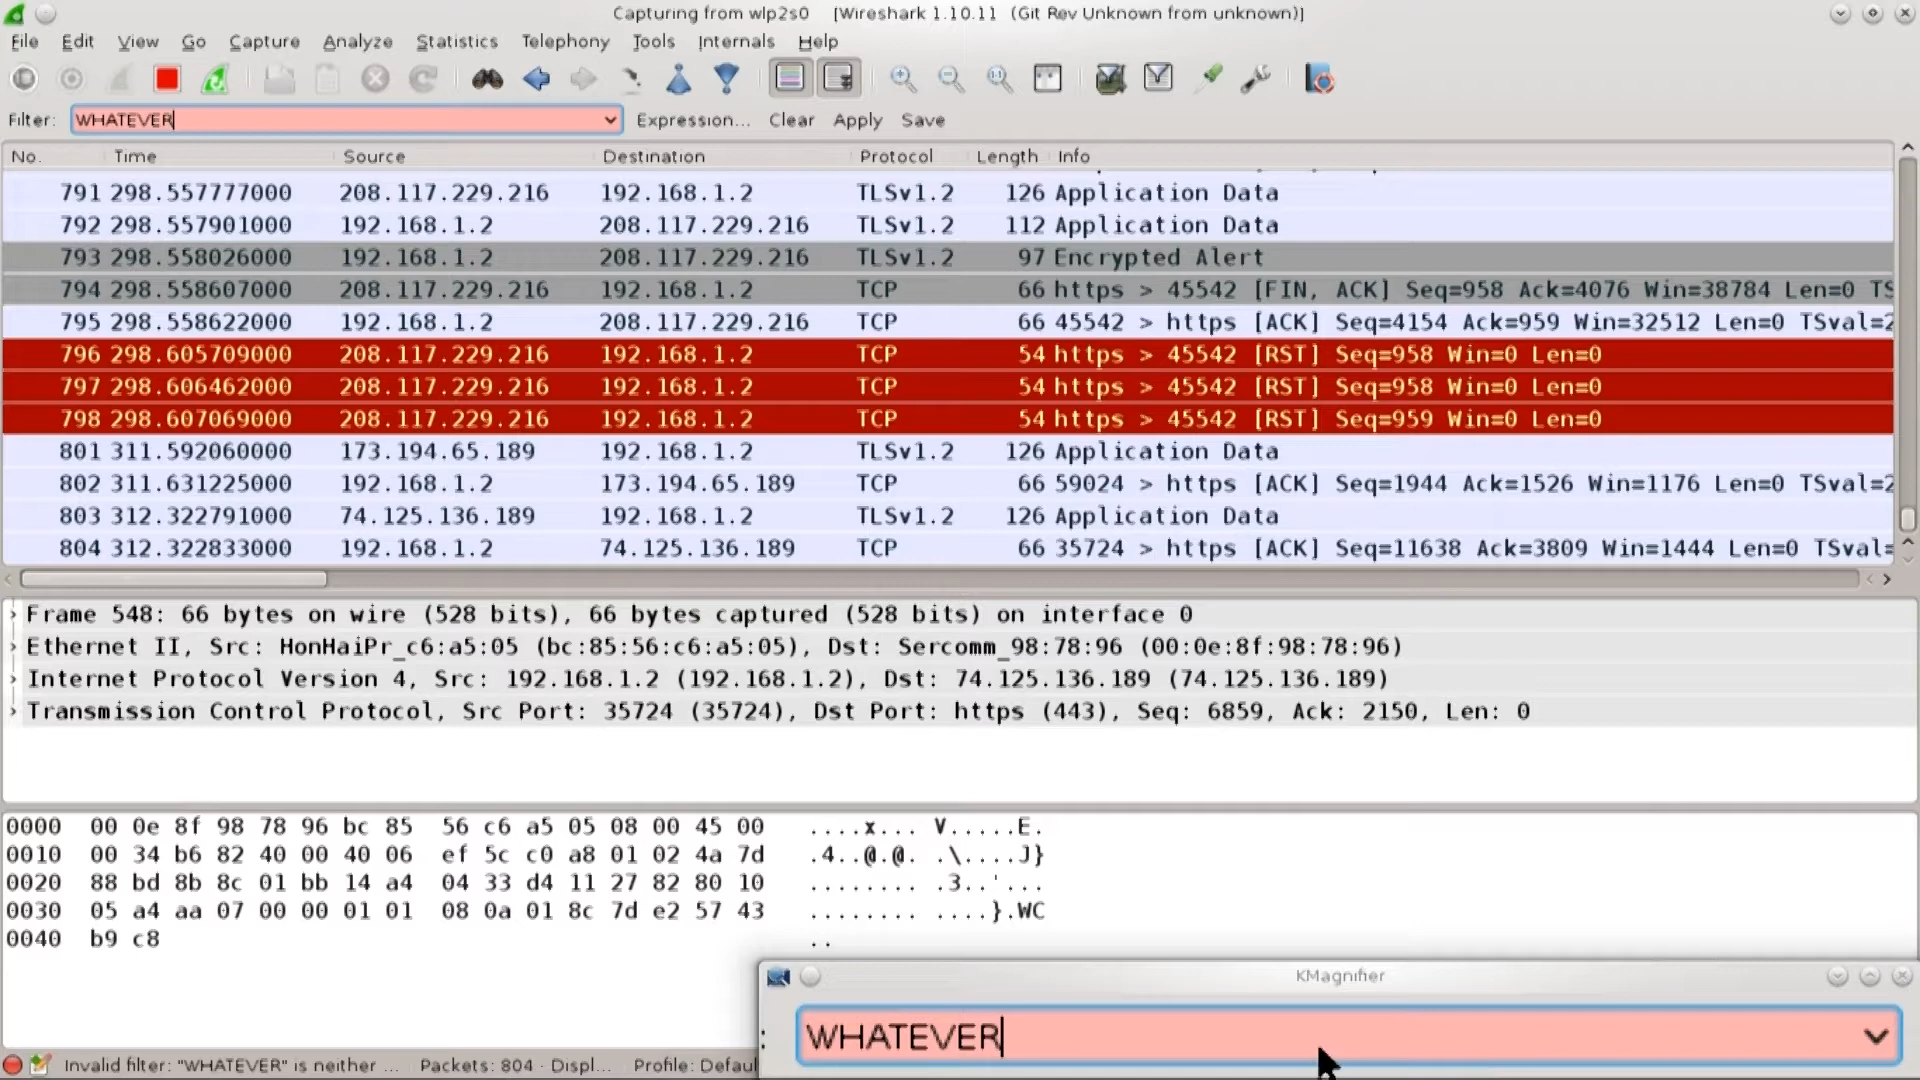 Capturing from wlp2s0 [Wireshark 1.10.11 (Git Rev Unknown from unknown)]
File Edit View Go Capture Analyze Statistics Telephony Tools Internals Help
Filter: WHATEVER Expression... Clear Apply Save
No. Time Source Destination Protocol Length Info
791 298.557777000 208.117.229.216 192.168.1.2 TLSv1.2 126 Application Data
792 298.557901000 192.168.1.2 208.117.229.216 TLSv1.2 112 Application Data
793 298.558026000 192.168.1.2 208.117.229.216 TLSv1.2 97 Encrypted Alert
794 298.558607000 208.117.229.216 192.168.1.2 TCP 66 https > 45542 [FIN, ACK] Seq=958 Ack=4076 Win=38784 Len=0 TS
795 298.558622000 192.168.1.2 208.117.229.216 TCP 66 45542 > https [ACK] Seq=4154 Ack=959 Win=32512 Len=0 TSval=2
796 298.605709000 208.117.229.216 192.168.1.2 TCP 54 https > 45542 [RST] Seq=958 Win=0 Len=0
797 298.606462000 208.117.229.216 192.168.1.2 TCP 54 https > 45542 [RST] Seq=958 Win=0 Len=0
798 298.607069000 208.117.229.216 192.168.1.2 TCP 54 https > 45542 [RST] Seq=959 Win=0 Len=0
801 311.592060000 173.194.65.189 192.168.1.2 TLSv1.2 126 Application Data
802 311.631225000 192.168.1.2 173.194.65.189 TCP 66 59024 > https [ACK] Seq=1944 Ack=1526 Win=1176 Len=0 TSval=2
803 312.322791000 74.125.136.189 192.168.1.2 TLSv1.2 126 Application Data
804 312.322833000 192.168.1.2 74.125.136.189 TCP 66 35724 > https [ACK] Seq=11638 Ack=3809 Win=1444 Len=0 TSval=
Frame 548: 66 bytes on wire (528 bits), 66 bytes captured (528 bits) on interface 0
Ethernet II, Src: HonHaiPr_c6:a5:05 (bc:85:56:c6:a5:05), Dst: Sercomm_98:78:96 (00:0e:8f:98:78:96)
Internet Protocol Version 4, Src: 192.168.1.2 (192.168.1.2), Dst: 74.125.136.189 (74.125.136.189)
Transmission Control Protocol, Src Port: 35724 (35724), Dst Port: https (443), Seq: 6859, Ack: 2150, Len: 0
0000 00 0e 8f 98 78 96 bc 85 56 c6 a5 05 08 00 45 00 ....x... V.....E.
0010 00 34 b6 82 40 00 40 06 ef 5c c0 a8 01 02 4a 7d .4..@.@. .\....J}
0020 88 bd 8b 8c 01 bb 14 a4 04 33 d4 11 27 82 80 10 ........ .3..'...
0030 05 a4 aa 07 00 00 01 01 08 0a 01 8c 7d e2 57 43 ........ ....}.WC
0040 b9 c8 ..
KMagnifier
: WHATEVER
Invalid filter: "WHATEVER" is neither ... Packets: 804 · Displ... Profile: Defaul